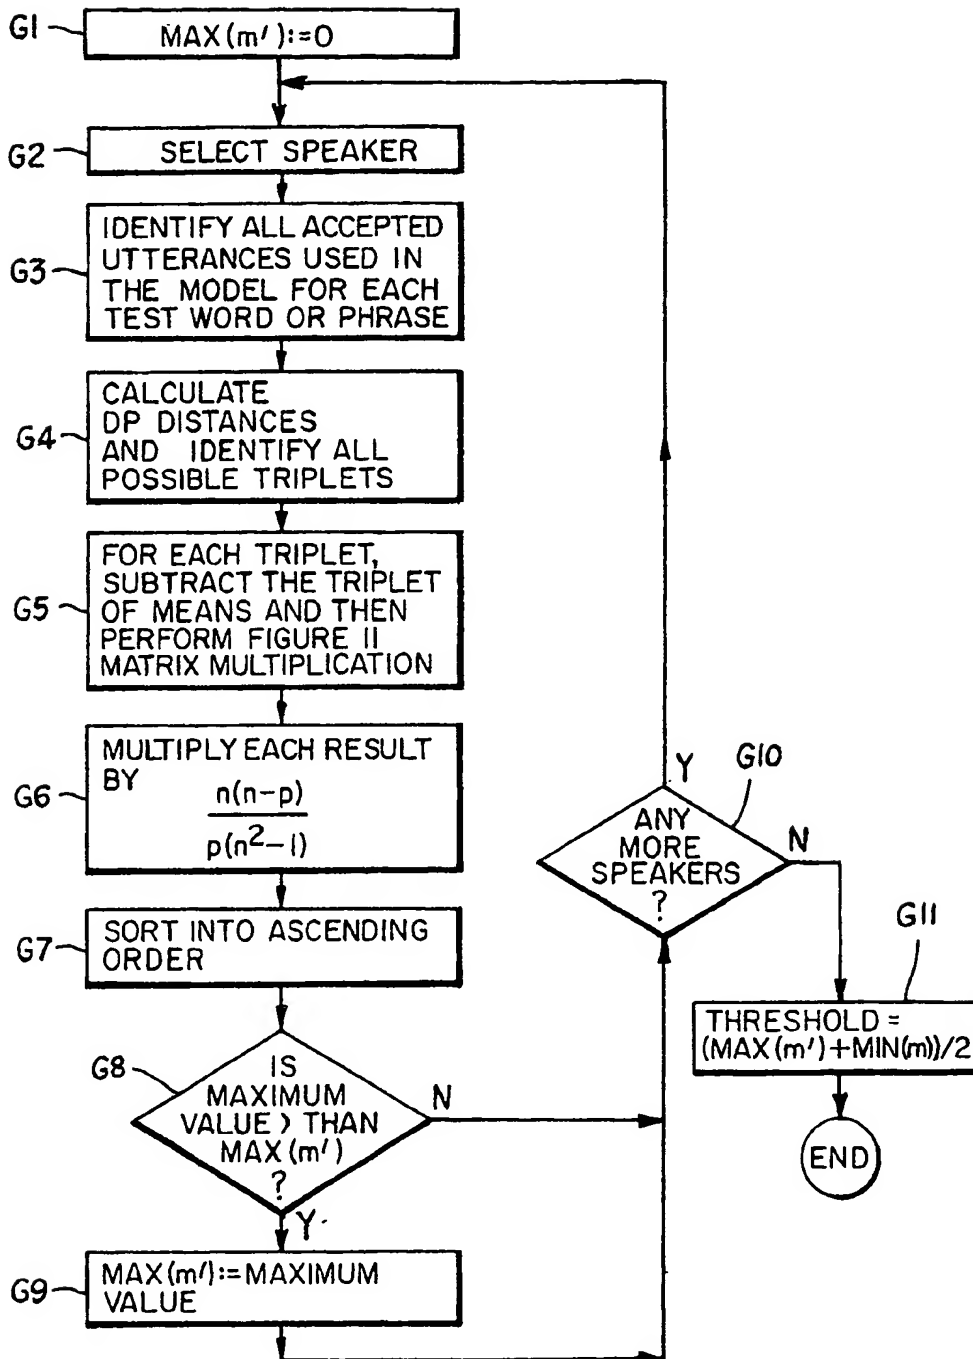 G1
MAX(m'):=0
G2
SELECT SPEAKER
G3
IDENTIFY ALL ACCEPTED
UTTERANCES USED IN
THE MODEL FOR EACH
TEST WORD OR PHRASE
G4
CALCULATE
DP DISTANCES
AND IDENTIFY ALL
POSSIBLE TRIPLETS
G5
FOR EACH TRIPLET,
SUBTRACT THE TRIPLET
OF MEANS AND THEN
PERFORM FIGURE 11
MATRIX MULTIPLICATION
G6
MULTIPLY EACH RESULT
BY
n(n-p)
p(n²-1)
G7
SORT INTO ASCENDING
ORDER
G8
IS
MAXIMUM
VALUE > THAN
MAX(m')
?
N
Y
G9
MAX(m'):=MAXIMUM
VALUE
G10
ANY
MORE
SPEAKERS
?
Y
N
G11
THRESHOLD =
(MAX(m')+MIN(m))/2
END